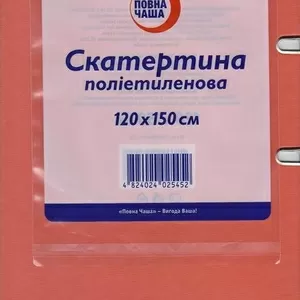 ПОВНА
ЧАША
Скатертина
поліетиленова
120 х 150 см
4 824024 025452
«Повна Чаша» – Вигода Ваша!